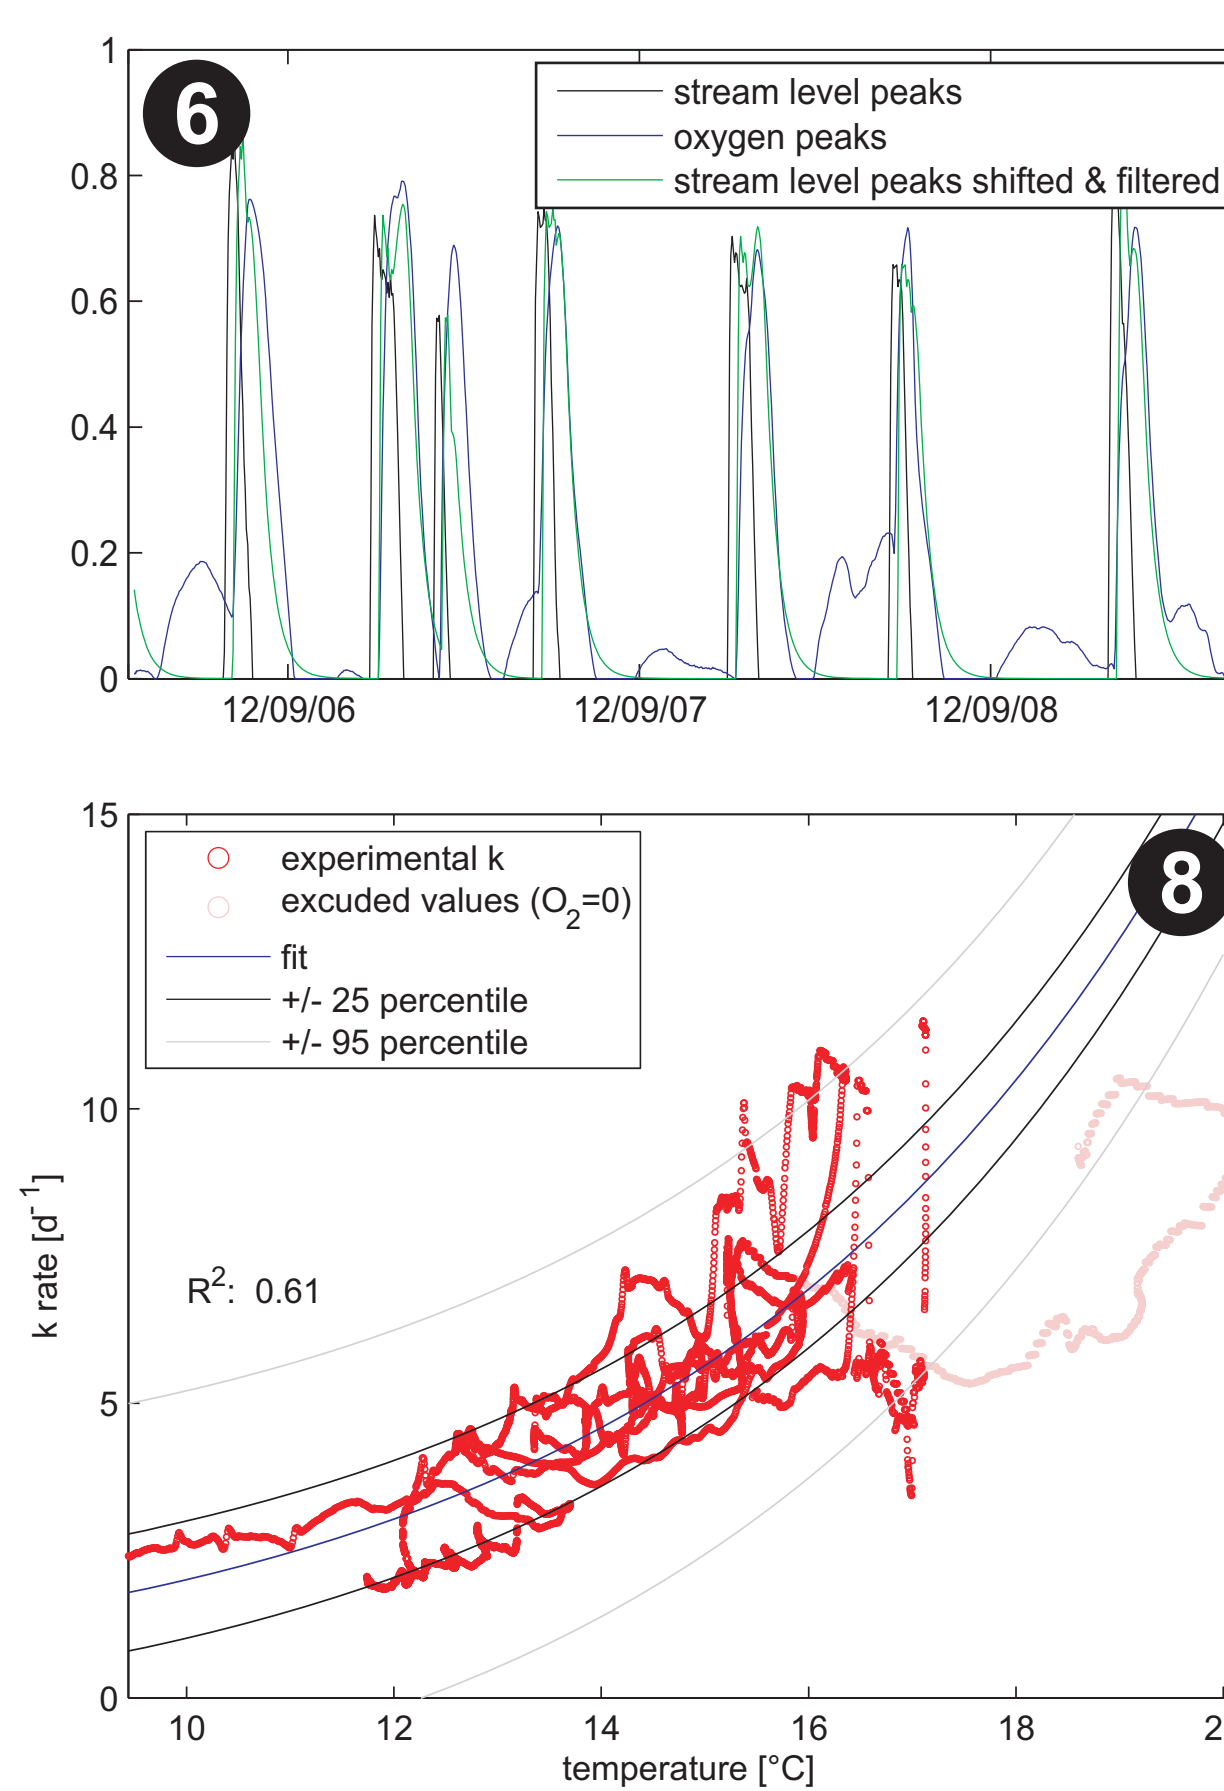 6
stream level peaks
oxygen peaks
stream level peaks shifted & filtered
1
0.8
0.6
0.4
0.2
0
12/09/06
12/09/07
12/09/08
8
experimental k
excuded values (O2=0)
fit
+/- 25 percentile
+/- 95 percentile
R2: 0.61
15
10
5
0
k rate [d-1]
10
12
14
16
18
2
temperature [°C]